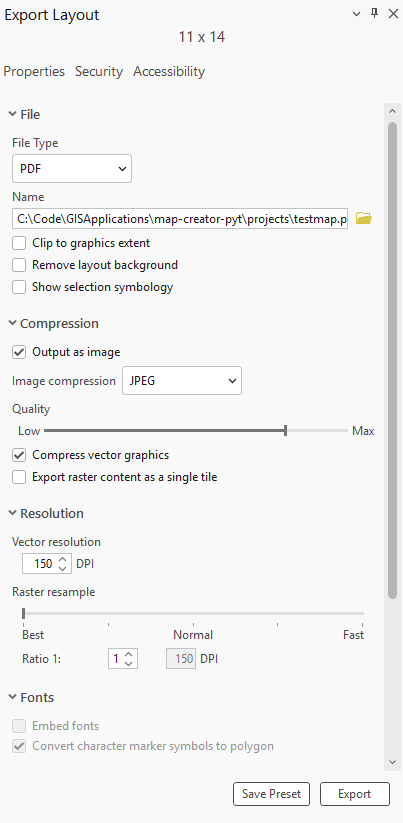 Export Layout
11 x 14
Properties Security Accessibility
File
File Type
PDF
Name
C:\Code\GISApplications\map-creator-pyt\projects\testmap.p
Clip to graphics extent
Remove layout background
Show selection symbology
Compression
Output as image
Image compression JPEG
Quality
Low Max
Compress vector graphics
Export raster content as a single tile
Resolution
Vector resolution
150 DPI
Raster resample
Best Normal Fast
Ratio 1: 1 150 DPI
Fonts
Embed fonts
Convert character marker symbols to polygon
Save Preset Export